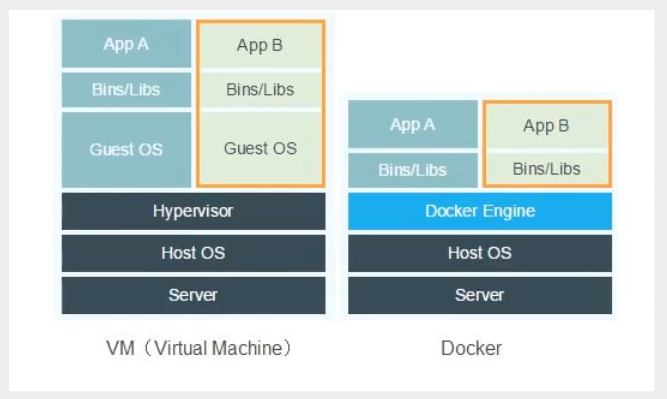 App A
App B
Bins/Libs
Bins/Libs
Guest OS
Guest OS
Hypervisor
Host OS
Server
VM（Virtual Machine）
App A
App B
Bins/Libs
Bins/Libs
Docker Engine
Host OS
Server
Docker